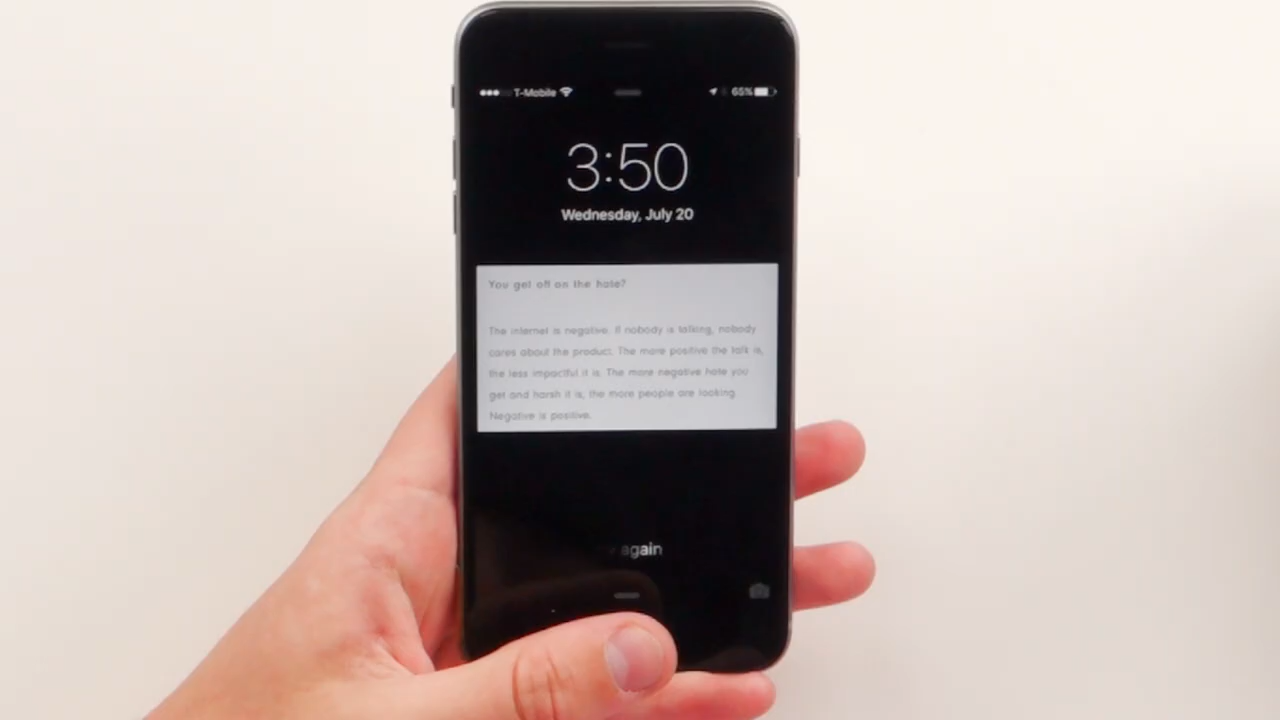 T-Mobile 65%
3:50
Wednesday, July 20
You get off on the hate?
The internet is negative. If nobody is talking, nobody
cares about the product. The more positive the talk is,
the less impactful it is. The more negative hate you
get and harsh it is, the more people are looking.
Negative is positive.
again